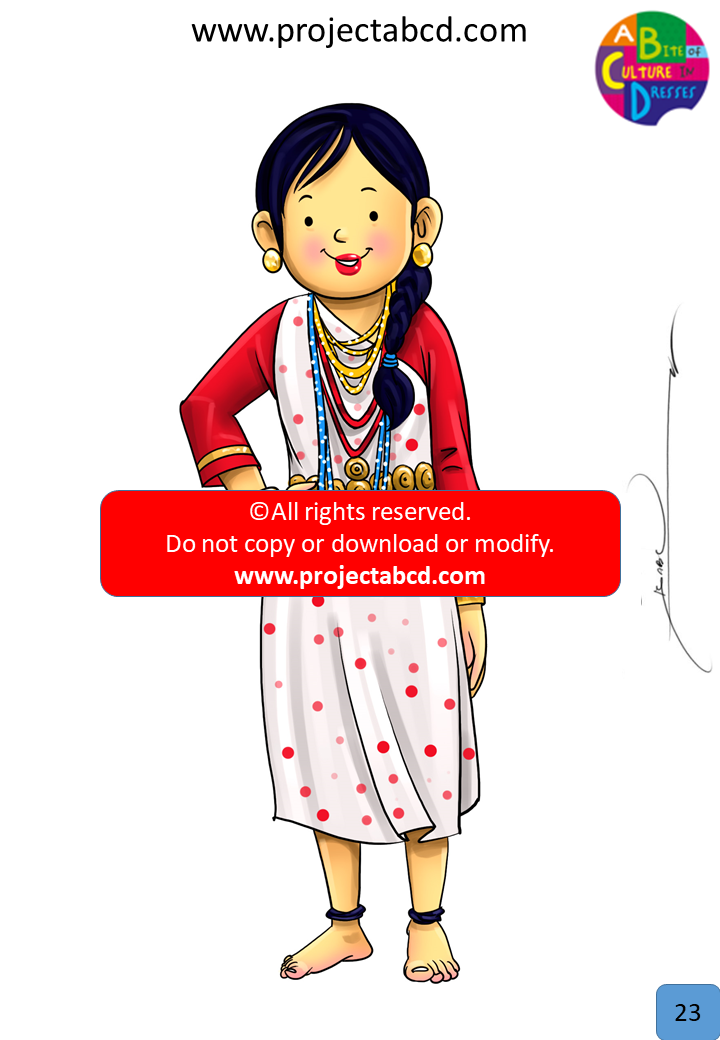 www.projectabcd.com
A BITE OF
CULTURE IN
DRESSES
©All rights reserved.
Do not copy or download or modify.
www.projectabcd.com
23